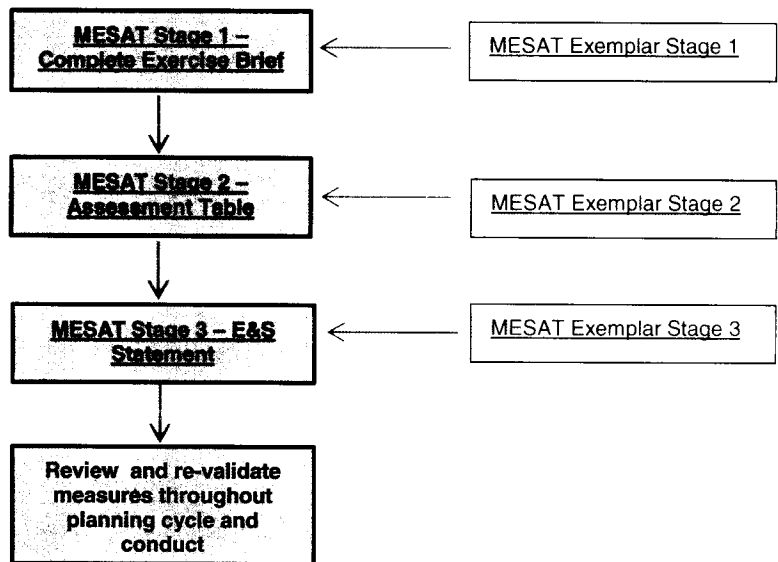 MESAT Stage 1 –
Complete Exercise Brief
MESAT Exemplar Stage 1
MESAT Stage 2 –
Assessment Table
MESAT Exemplar Stage 2
MESAT Stage 3 – E&S
Statement
MESAT Exemplar Stage 3
Review and re-validate
measures throughout
planning cycle and
conduct